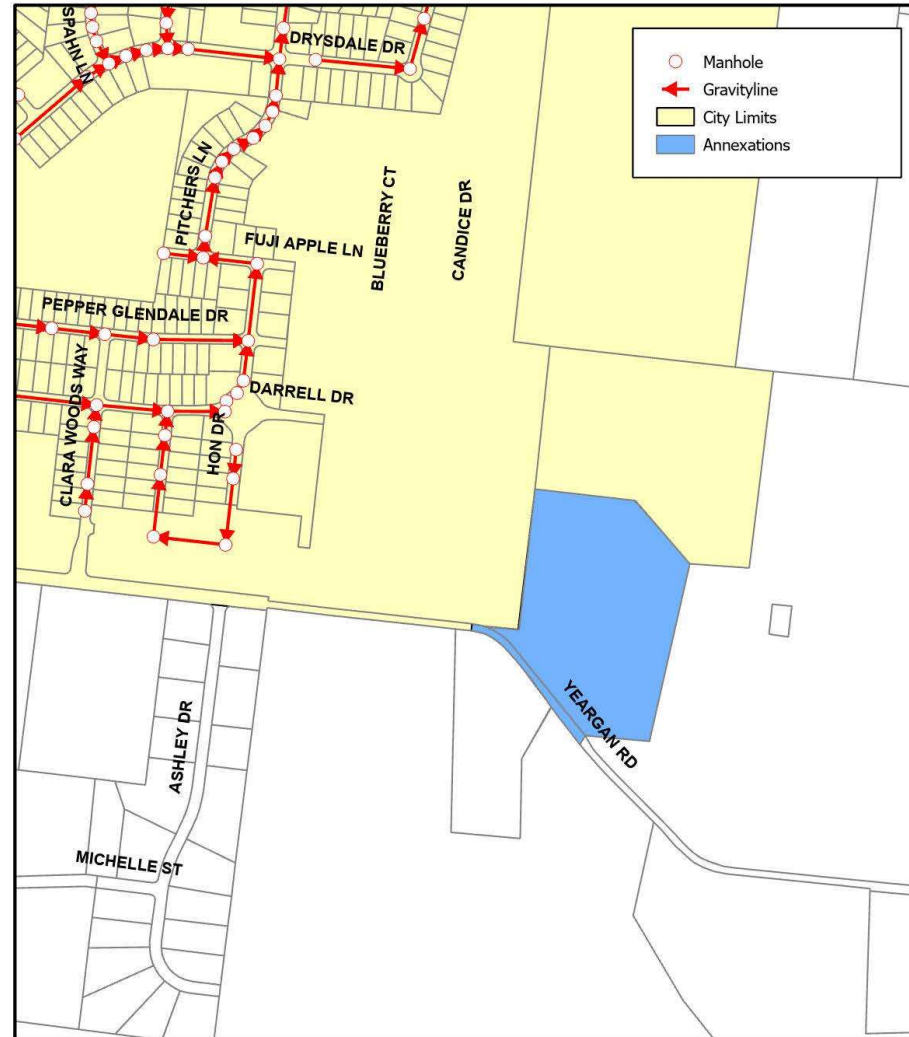 SPAHN LN
DRYSDALE DR
Manhole
Gravityline
City Limits
Annexations
PITCHERS LN
FUJI APPLE LN
BLUEBERRY CT
CANDICE DR
PEPPER GLENDALE DR
DARRELL DR
CLARA WOODS WAY
HON DR
YEARGAN RD
ASHLEY DR
MICHELLE ST